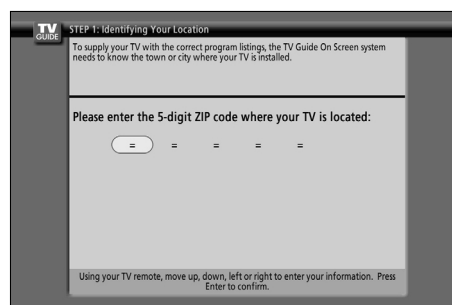 TV
GUIDE
STEP 1: Identifying Your Location
To supply your TV with the correct program listings, the TV Guide On Screen system
needs to know the town or city where your TV is installed.
Please enter the 5-digit ZIP code where your TV is located:
= = = = =
Using your TV remote, move up, down, left or right to enter your information. Press
Enter to confirm.